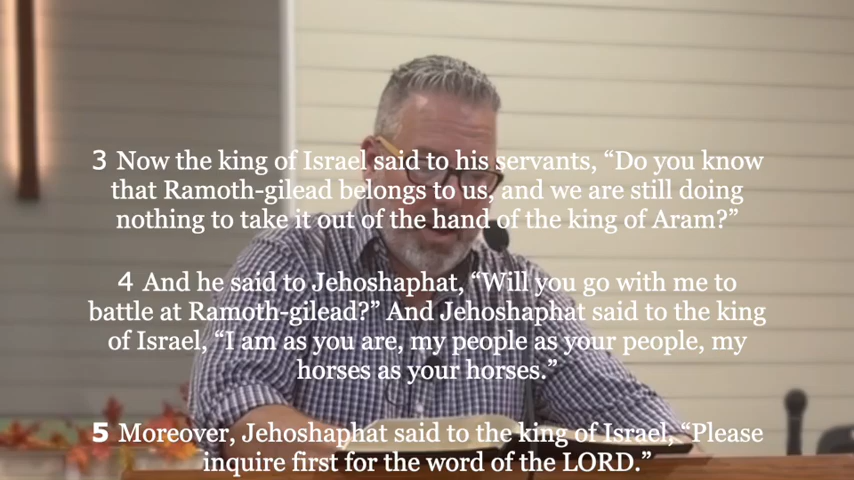 3 Now the king of Israel said to his servants, “Do you know
that Ramoth-gilead belongs to us, and we are still doing
nothing to take it out of the hand of the king of Aram?”
4 And he said to Jehoshaphat, “Will you go with me to
battle at Ramoth-gilead?” And Jehoshaphat said to the king
of Israel, “I am as you are, my people as your people, my
horses as your horses.”
5 Moreover, Jehoshaphat said to the king of Israel, “Please
inquire first for the word of the LORD.”